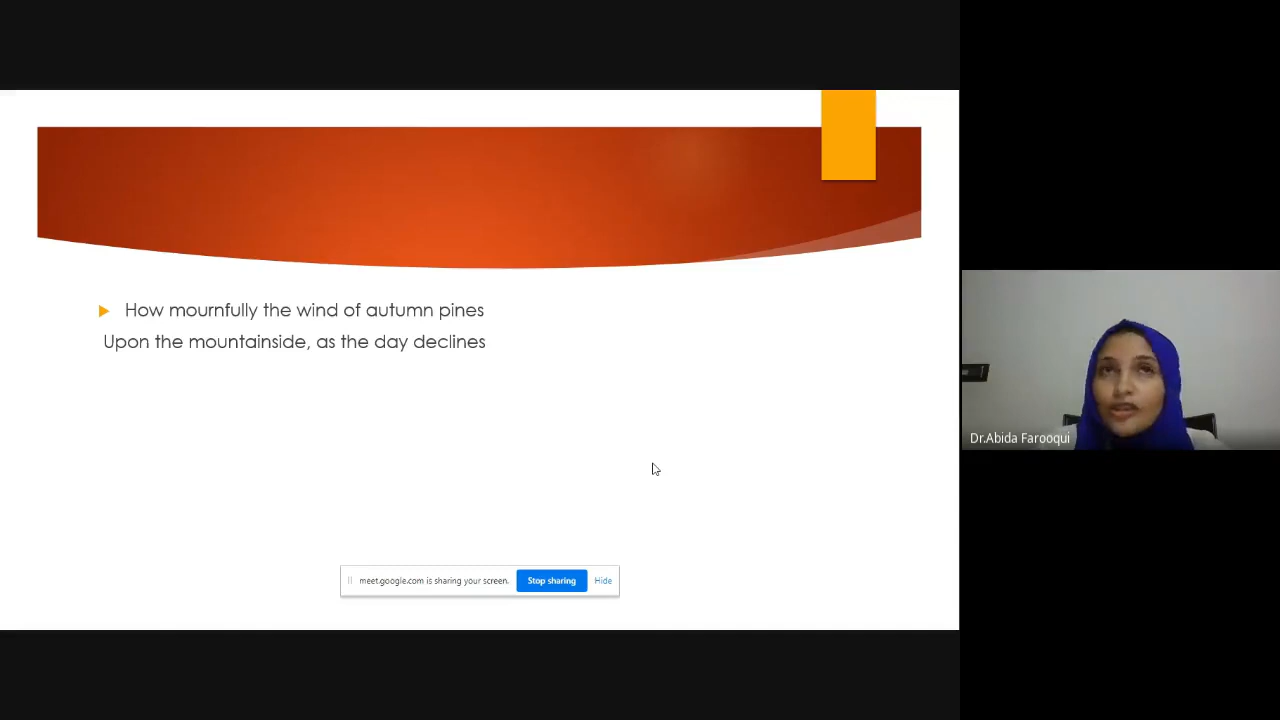 How mournfully the wind of autumn pines
Upon the mountainside, as the day declines
meet.google.com is sharing your screen.
Stop sharing
Hide
Dr.Abida Farooqui